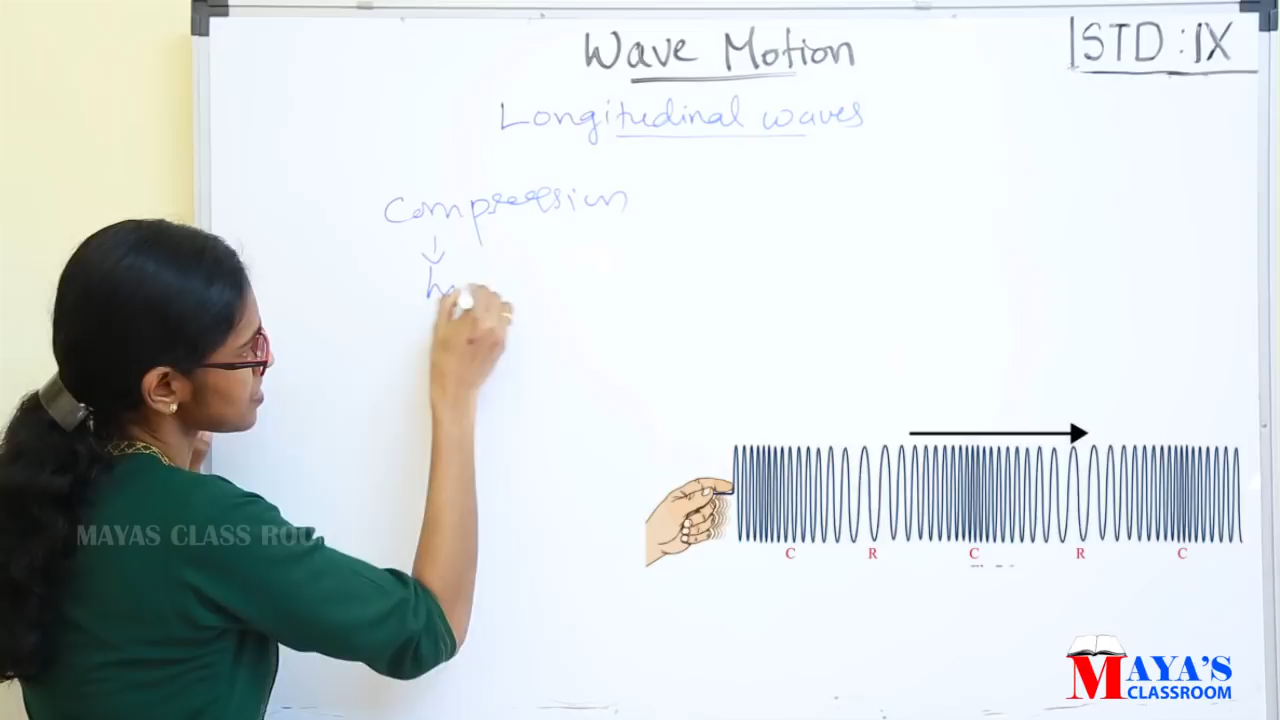 Wave Motion
STD : IX
Longitudinal waves
Compression
MAYAS CLASS ROO
C R C R C
MAYA'S
CLASSROOM